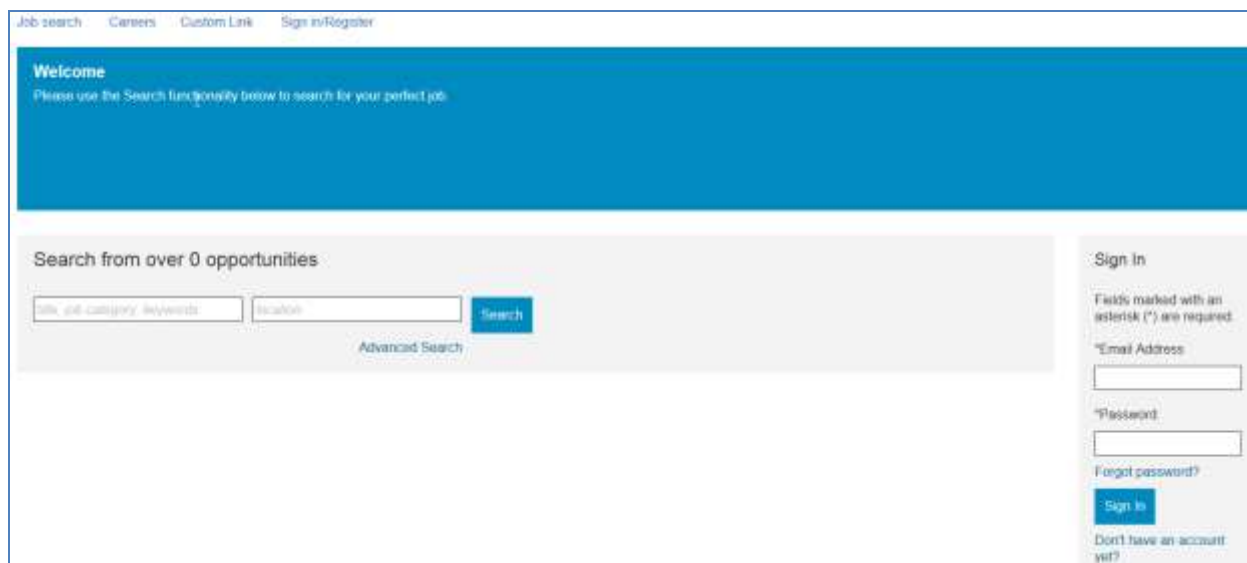 Job search Careers Custom Link Sign in/Register
Welcome
Please use the Search functionality below to search for your perfect job.
Search from over 0 opportunities
title, job category, keywords location Search
Advanced Search
Sign In
Fields marked with an
asterisk (*) are required.
*Email Address
*Password
Forgot password?
Sign In
Don't have an account
yet?